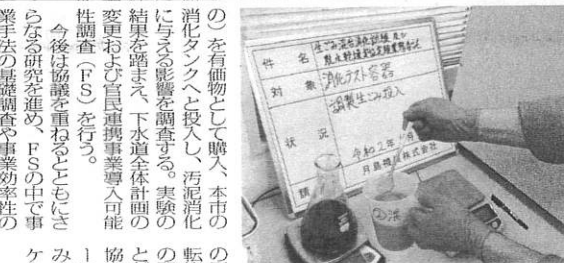 の)を有価物として購入、本市の
消化タンクへと投入し、汚泥消化
に与える影響を調査する。実験の
結果を踏まえ、下水道全体計画の
変更および官民連携事業導入可能
性調査(FS)を行う。
今後は協議を重ねるとともにさ
らなる研究を進め、FSの中で事
業手法の基礎調査や事業効率性の
の
転
の
と
協
ー
み
ケ
件名
対象 消化テスト容器
調製生ごみ投入
状況
令和2年
月島機械株式会社